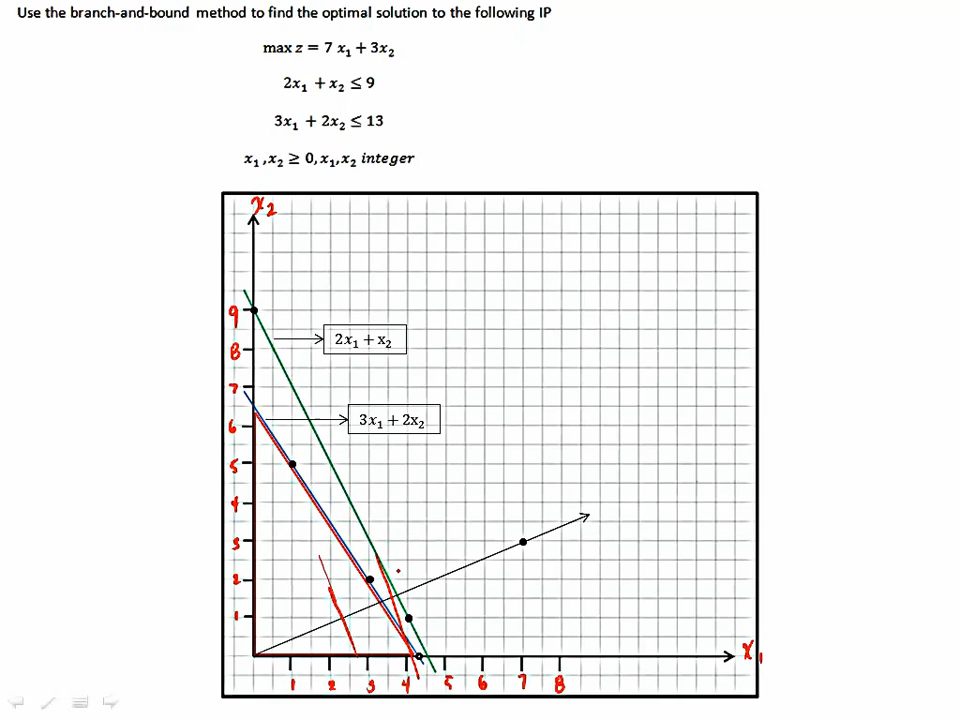 Use the branch-and-bound method to find the optimal solution to the following IP
max z = 7 x₁ + 3x₂
2x₁ + x₂ ≤ 9
3x₁ + 2x₂ ≤ 13
x₁ ,x₂ ≥ 0, x₁,x₂ integer
x₂
9
2x₁ + x₂
8
7
6
3x₁ + 2x₂
5
4
3
2
1
x₁
1 2 3 4 5 6 7 8